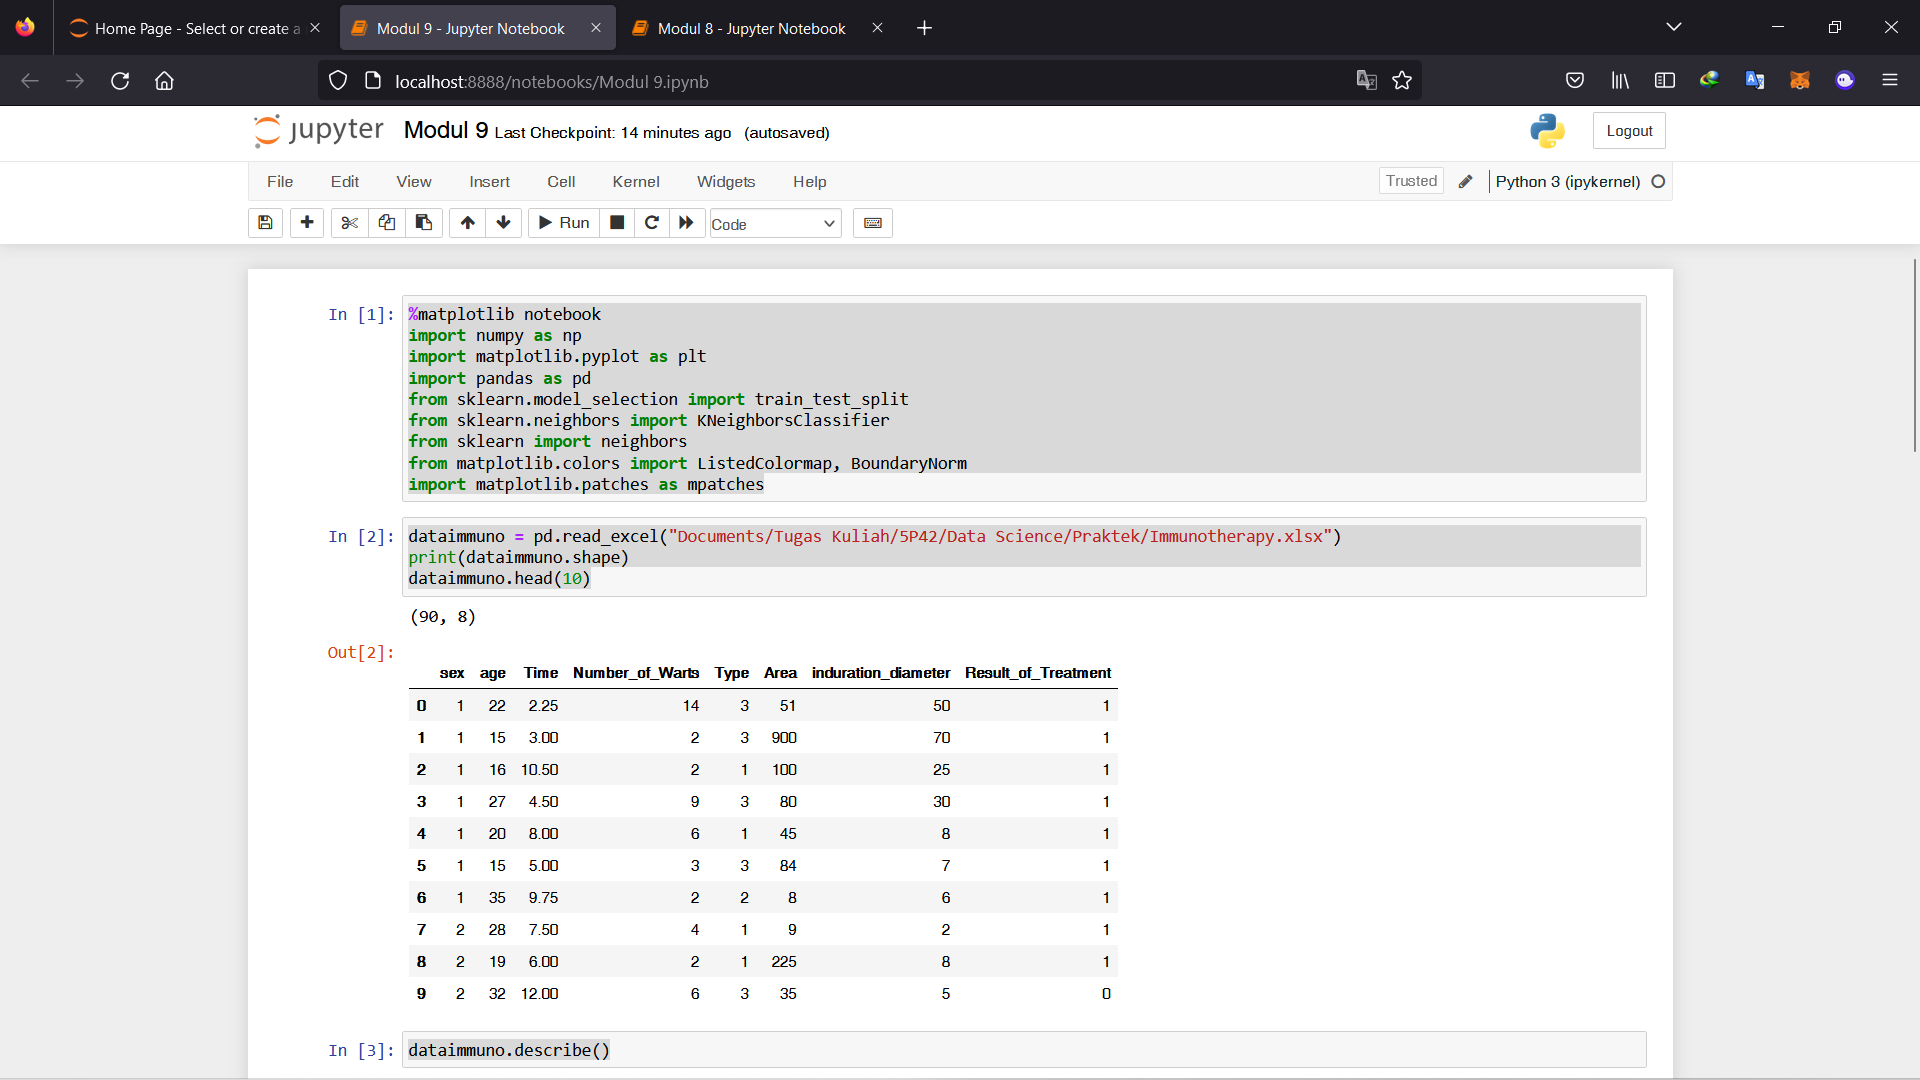 Home Page - Select or create a
Modul 9 - Jupyter Notebook
Modul 8 - Jupyter Notebook
localhost:8888/notebooks/Modul 9.ipynb
jupyter Modul 9 Last Checkpoint: 14 minutes ago (autosaved)
Logout
File Edit View Insert Cell Kernel Widgets Help
Trusted
Python 3 (ipykernel)
Run
Code
In [1]:
%matplotlib notebook
import numpy as np
import matplotlib.pyplot as plt
import pandas as pd
from sklearn.model_selection import train_test_split
from sklearn.neighbors import KNeighborsClassifier
from sklearn import neighbors
from matplotlib.colors import ListedColormap, BoundaryNorm
import matplotlib.patches as mpatches
In [2]:
dataimmuno = pd.read_excel("Documents/Tugas Kuliah/5P42/Data Science/Praktek/Immunotherapy.xlsx")
print(dataimmuno.shape)
dataimmuno.head(10)
(90, 8)
Out[2]:
sex age Time Number_of_Warts Type Area induration_diameter Result_of_Treatment
0 1 22 2.25 14 3 51 50 1
1 1 15 3.00 2 3 900 70 1
2 1 16 10.50 2 1 100 25 1
3 1 27 4.50 9 3 80 30 1
4 1 20 8.00 6 1 45 8 1
5 1 15 5.00 3 3 84 7 1
6 1 35 9.75 2 2 8 6 1
7 2 28 7.50 4 1 9 2 1
8 2 19 6.00 2 1 225 8 1
9 2 32 12.00 6 3 35 5 0
In [3]:
dataimmuno.describe()